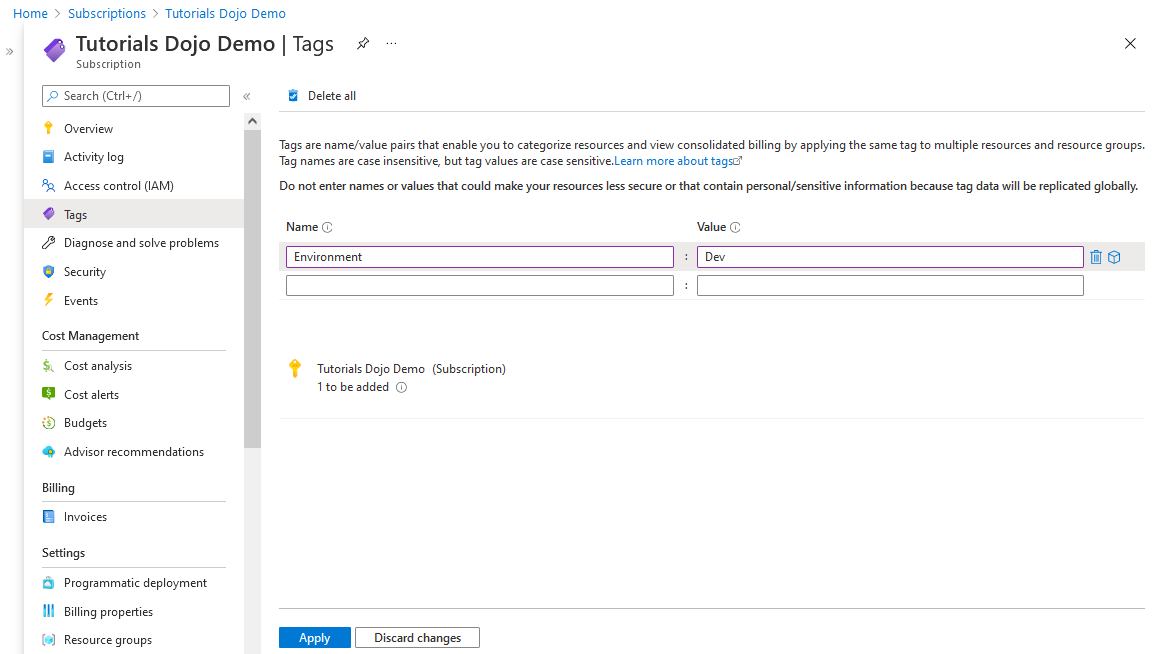 Home > Subscriptions > Tutorials Dojo Demo
Tutorials Dojo Demo | Tags
Subscription
Search (Ctrl+/)
Overview
Activity log
Access control (IAM)
Tags
Diagnose and solve problems
Security
Events
Cost Management
Cost analysis
Cost alerts
Budgets
Advisor recommendations
Billing
Invoices
Settings
Programmatic deployment
Billing properties
Resource groups
Delete all
Tags are name/value pairs that enable you to categorize resources and view consolidated billing by applying the same tag to multiple resources and resource groups.
Tag names are case insensitive, but tag values are case sensitive.Learn more about tags
Do not enter names or values that could make your resources less secure or that contain personal/sensitive information because tag data will be replicated globally.
Name Value
Environment : Dev
:
Tutorials Dojo Demo (Subscription)
1 to be added
Apply Discard changes